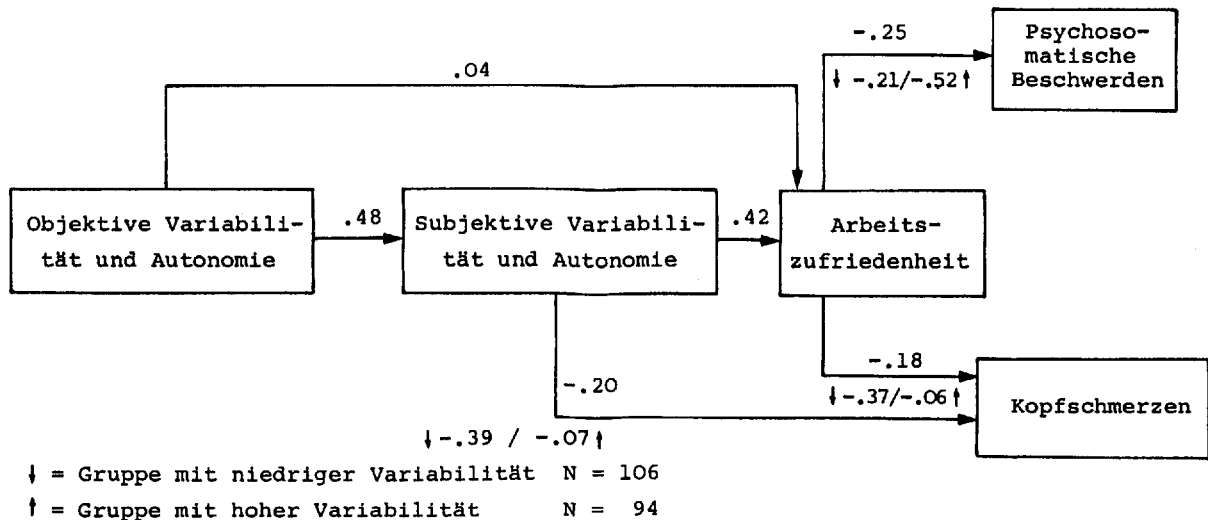 -.25
Psychoso-
matische
Beschwerden
↓ -.21/-.52↑
.04
Objektive Variabili-
tät und Autonomie
.48
Subjektive Variabili-
tät und Autonomie
.42
Arbeits-
zufriedenheit
-.18
↓-.37/-.06↑
Kopfschmerzen
-.20
↓-.39 / -.07↑
↓ = Gruppe mit niedriger Variabilität N = 106
↑ = Gruppe mit hoher Variabilität N = 94